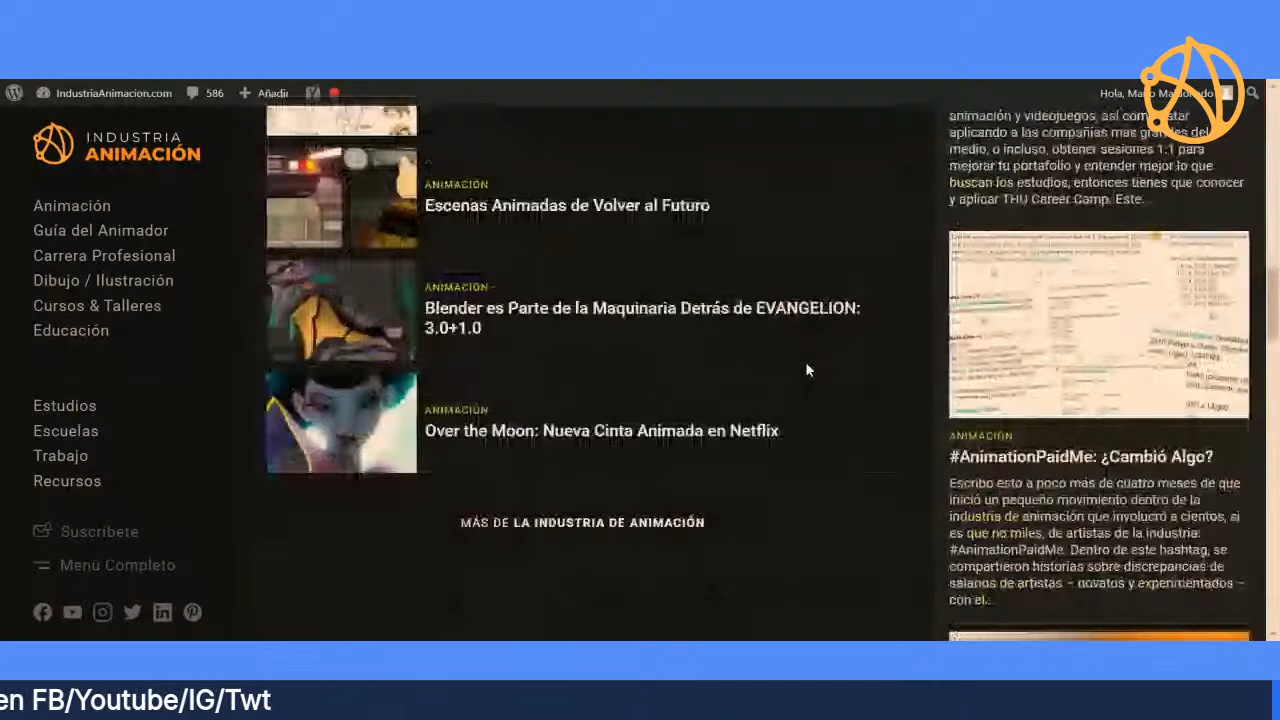 IndustriaAnimacion.com 586 Añadir
INDUSTRIA
ANIMACIÓN
Animación
Guía del Animador
Carrera Profesional
Dibujo / Ilustración
Cursos & Talleres
Educación
Estudios
Escuelas
Trabajo
Recursos
Suscribete
Menu Completo
ANIMACIÓN
Escenas Animadas de Volver al Futuro
ANIMACIÓN
Blender es Parte de la Maquinaria Detrás de EVANGELION:
3.0+1.0
ANIMACIÓN
Over the Moon: Nueva Cinta Animada en Netflix
MÁS DE LA INDUSTRIA DE ANIMACIÓN
Hola,
animación y videojuegos, así como estar
aplicando a las compañías mas grandes del
medio, o incluso, obtener sesiones 1:1 para
mejorar tu portafolio y entender mejor lo que
buscan los estudios, entonces tienes que conocer
y aplicar THU Career Camp. Este...
ANIMACIÓN
#AnimationPaidMe: ¿Cambió Algo?
Escribo esto a poco más de cuatro meses de que
inició un pequeño movimiento dentro de la
industria de animación que involucró a cientos, si
es que no miles, de artistas de la industria:
#AnimationPaidMe. Dentro de este hashtag, se
compartieron historias sobre discrepancias de
salarios de artistas – novatos y experimentados –
con el...
en FB/Youtube/IG/Twt